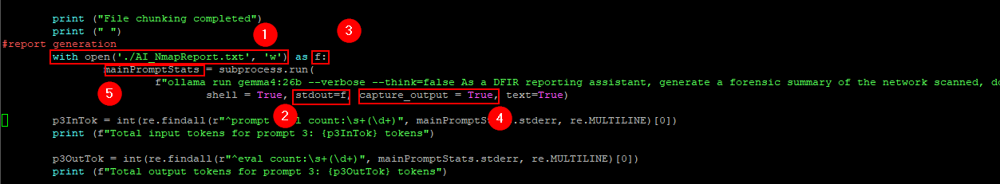 print ("File chunking completed")
print (" ")
#report generation
with open('./AI_NmapReport.txt', 'w') as f:
mainPromptStats = subprocess.run(
f"ollama run gemma4:26b --verbose --think=false As a DFIR reporting assistant, generate a forensic summary of the network scanned, do
shell = True, stdout=f, capture_output = True, text=True)
p3InTok = int(re.findall(r"^prompt al count:\s+(\d+)", mainPromptS .stderr, re.MULTILINE)[0])
print (f"Total input tokens for prompt 3: {p3InTok} tokens")
p3OutTok = int(re.findall(r"^eval count:\s+(\d+)", mainPromptStats.stderr, re.MULTILINE)[0])
print (f"Total output tokens for prompt 3: {p3OutTok} tokens")
1
2
3
4
5